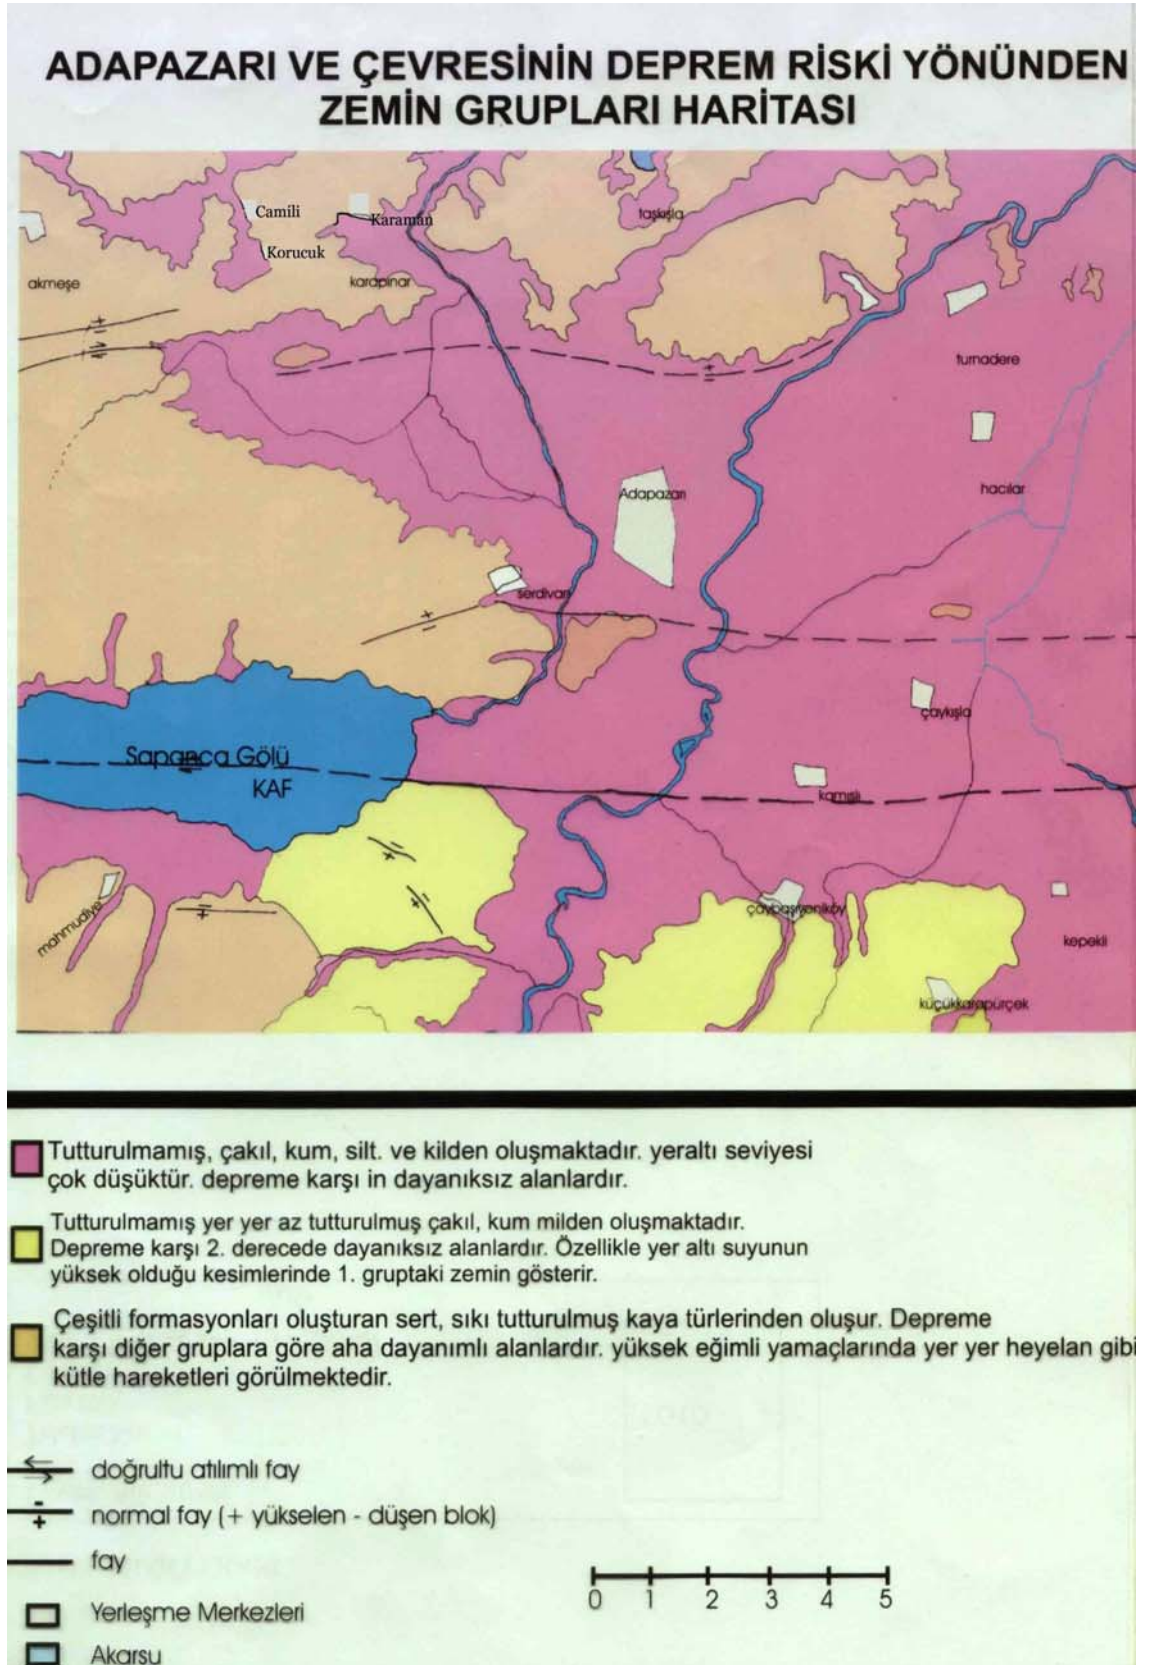 ADAPAZARI VE ÇEVRESİNİN DEPREM RİSKİ YÖNÜNDEN
ZEMİN GRUPLARI HARİTASI
Camili
Karaman
taşkışla
Korucuk
akmeşe
karapınar
turnadere
Adapazarı
hacılar
serdivan
çaykışla
Sapanca Gölü
KAF
kamışlı
mahmudiye
çaybaşıyeniköy
kepekli
küçükkarapürçek
Tutturulmamış, çakıl, kum, silt. ve kilden oluşmaktadır. yeraltı seviyesi
çok düşüktür. depreme karşı in dayanıksız alanlardır.
Tutturulmamış yer yer az tutturulmuş çakıl, kum milden oluşmaktadır.
Depreme karşı 2. derecede dayanıksız alanlardır. Özellikle yer altı suyunun
yüksek olduğu kesimlerinde 1. gruptaki zemin gösterir.
Çeşitli formasyonları oluşturan sert, sıkı tutturulmuş kaya türlerinden oluşur. Depreme
karşı diğer gruplara göre aha dayanımlı alanlardır. yüksek eğimli yamaçlarında yer yer heyelan gibi
kütle hareketleri görülmektedir.
doğrultu atılımlı fay
normal fay (+ yükselen - düşen blok)
fay
0 1 2 3 4 5
Yerleşme Merkezleri
Akarsu